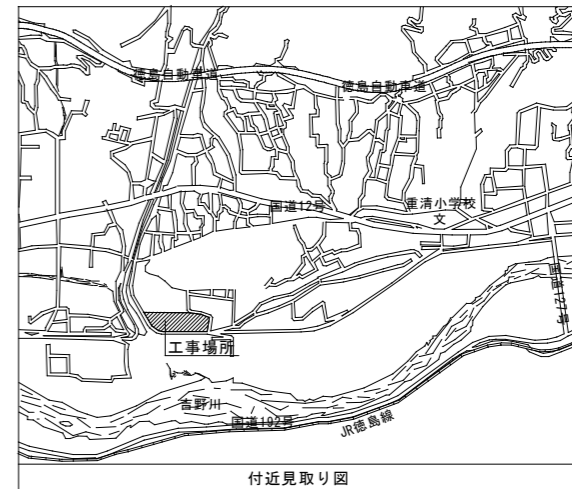 徳島自動車道
徳島自動車道
国道12号
重清小学校
文
国道127号
工事場所
吉野川
国道192号
JR徳島線
付近見取り図